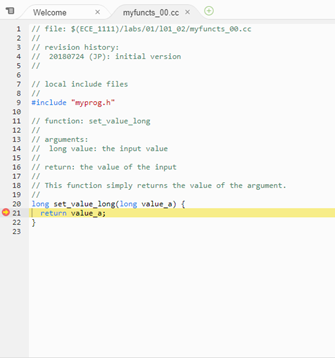 Welcome
myfuncts_00.cc
1 // file: $(ECE_1111)/labs/01/l01_02/myfuncts_00.cc
2 //
3 // revision history:
4 //  20180724 (JP): initial version
5 //
6
7 // local include files
8 //
9 #include "myprog.h"
10
11 // function: set_value_long
12 //
13 // arguments:
14 //  long value: the input value
15 //
16 // return: the value of the input
17 //
18 // This function simply returns the value of the argument.
19 //
20 long set_value_long(long value_a) {
21   return value_a;
22 }
23